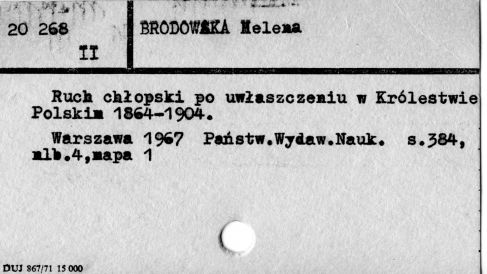 20 268
II
BRODOWSKA Helena
Ruch chłopski po uwłaszczeniu w Królestwie
Polskim 1864-1904.
Warszawa 1967 Państw.Wydaw.Nauk. s.384,
nlb.4,mapa 1
DUJ 867/71 15 000